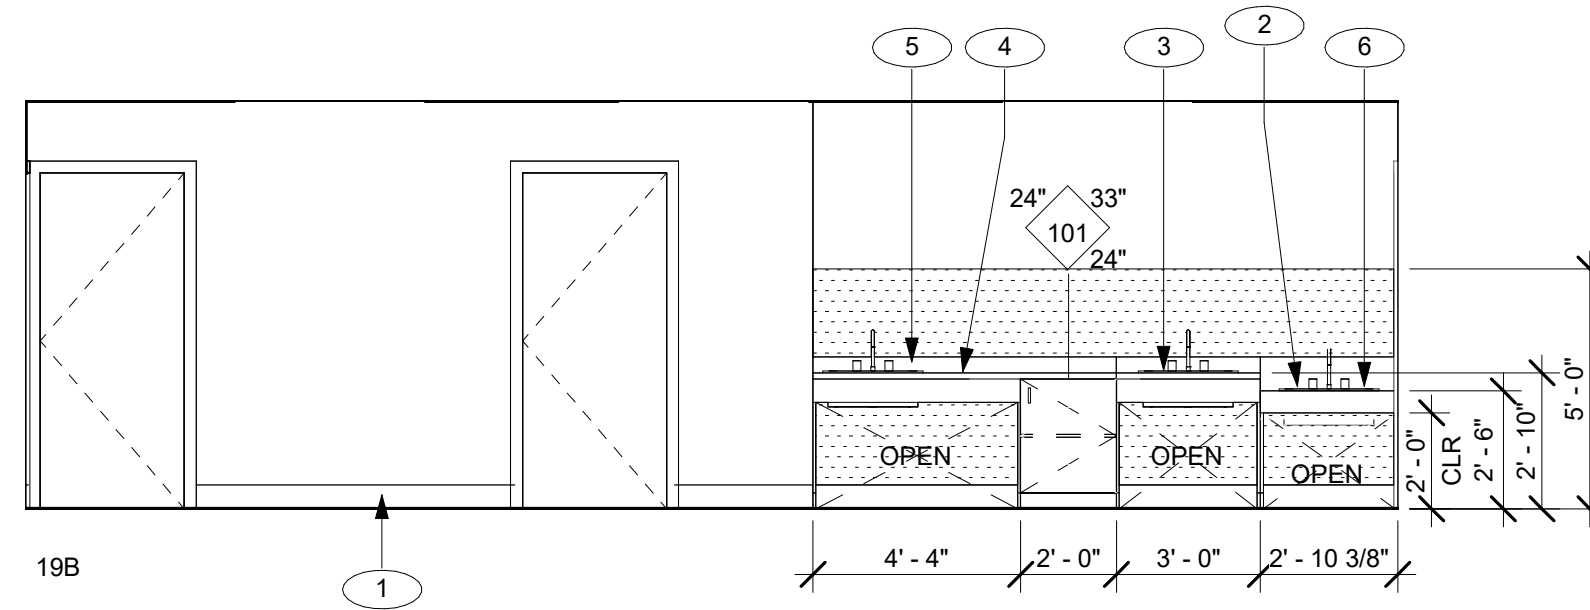 5 4 3 2 6
24" 33"
101
24"
OPEN OPEN OPEN
2' - 0"
CLR
2' - 6"
2' - 10"
5' - 0"
4' - 4" 2' - 0" 3' - 0" 2' - 10 3/8"
19B
1